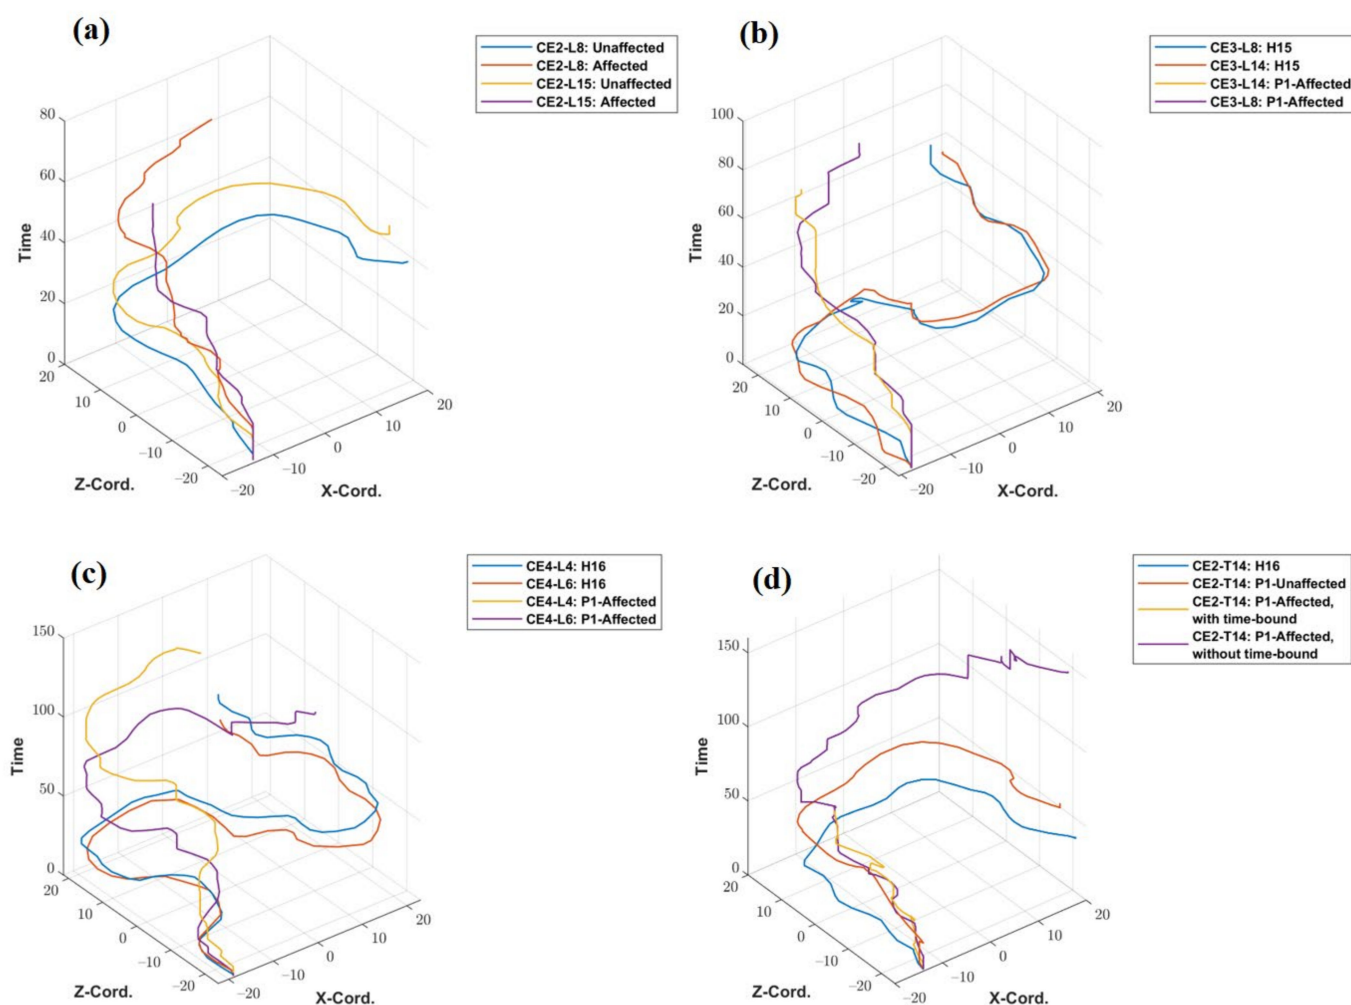 (a)
CE2-L8: Unaffected
CE2-L8: Affected
CE2-L15: Unaffected
CE2-L15: Affected
80
60
40
20
0
Time
20
10
0
−10
−20
Z-Cord.
−20
−10
0
10
20
X-Cord.
(b)
CE3-L8: H15
CE3-L14: H15
CE3-L14: P1-Affected
CE3-L8: P1-Affected
100
80
60
40
20
0
Time
20
10
0
−10
−20
Z-Cord.
−20
−10
0
10
20
X-Cord.
(c)
CE4-L4: H16
CE4-L6: H16
CE4-L4: P1-Affected
CE4-L6: P1-Affected
150
100
50
0
Time
20
10
0
−10
−20
Z-Cord.
−20
−10
0
10
20
X-Cord.
(d)
CE2-T14: H16
CE2-T14: P1-Unaffected
CE2-T14: P1-Affected,
with time-bound
CE2-T14: P1-Affected,
without time-bound
150
100
50
0
Time
20
10
0
−10
−20
Z-Cord.
−20
−10
0
10
20
X-Cord.